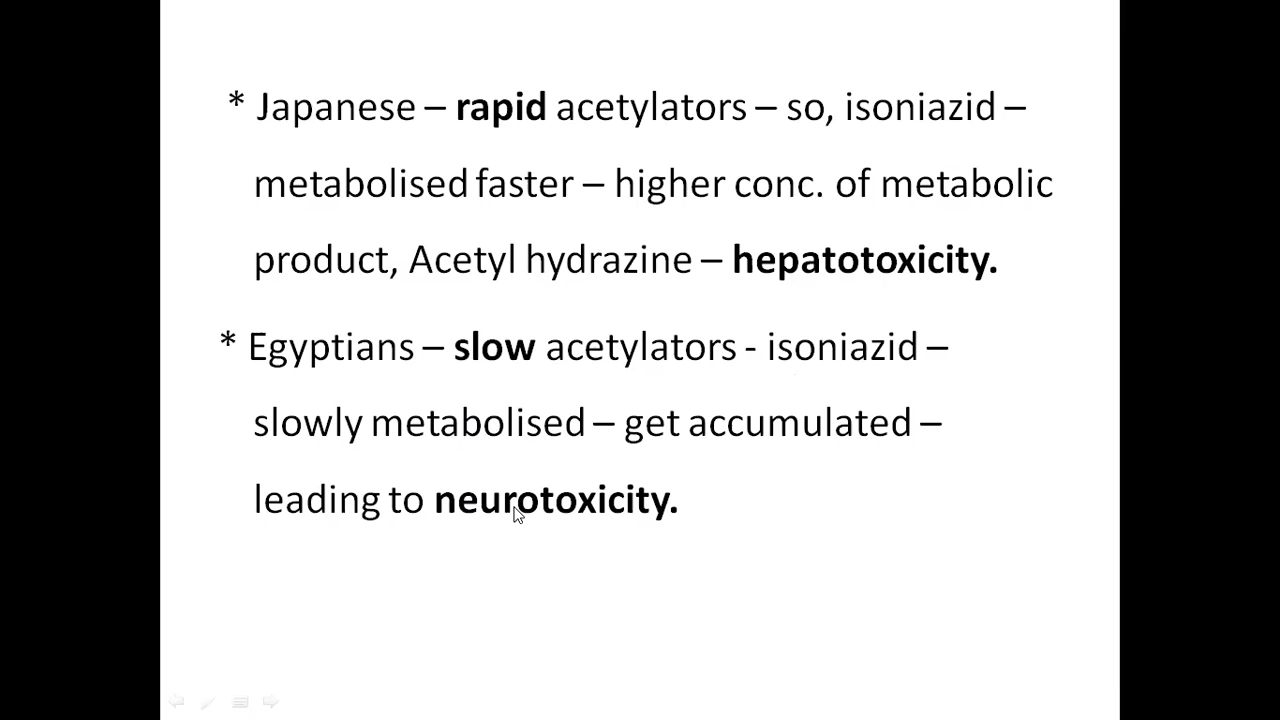 * Japanese – rapid acetylators – so, isoniazid –
metabolised faster – higher conc. of metabolic
product, Acetyl hydrazine – hepatotoxicity.
* Egyptians – slow acetylators - isoniazid –
slowly metabolised – get accumulated –
leading to neurotoxicity.